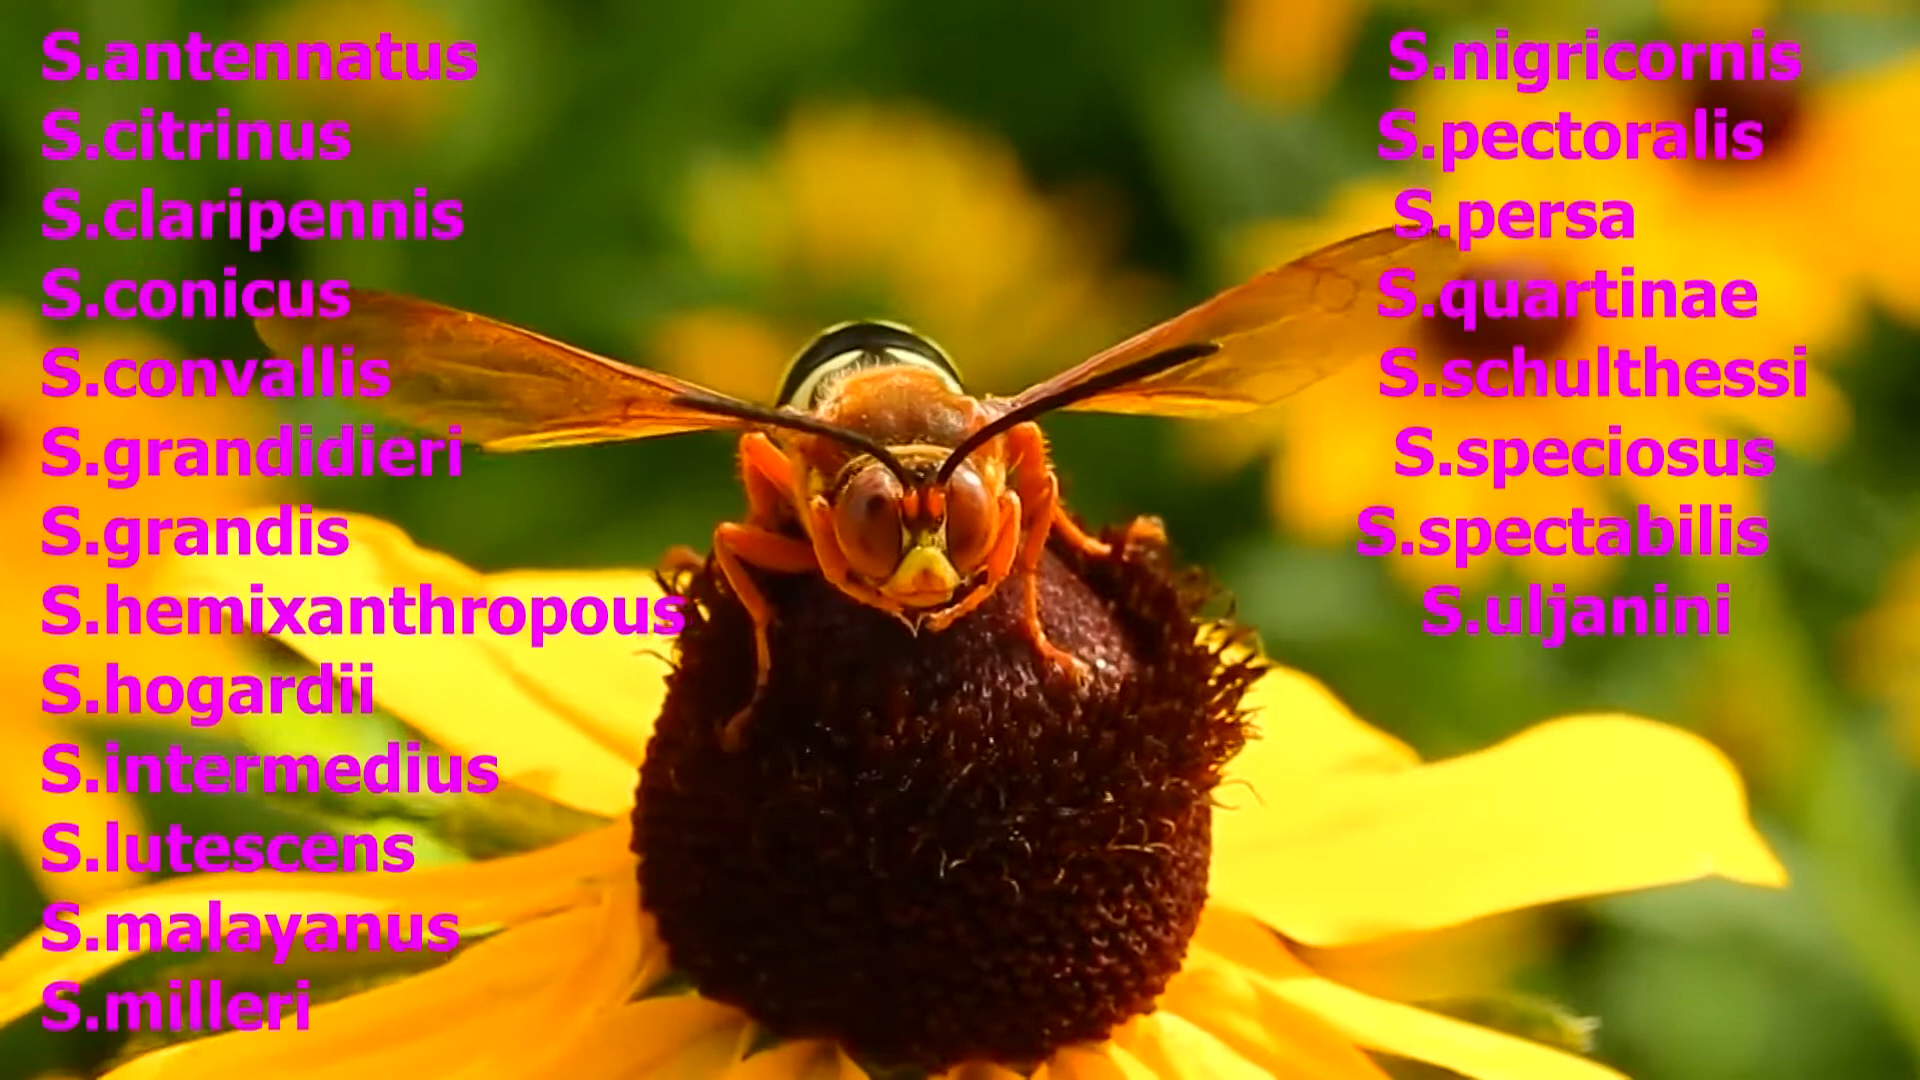 S.antennatus
S.citrinus
S.claripennis
S.conicus
S.convallis
S.grandidieri
S.grandis
S.hemixanthropous
S.hogardii
S.intermedius
S.lutescens
S.malayanus
S.milleri
S.nigricornis
S.pectoralis
S.persa
S.quartinae
S.schulthessi
S.speciosus
S.spectabilis
S.uljanini